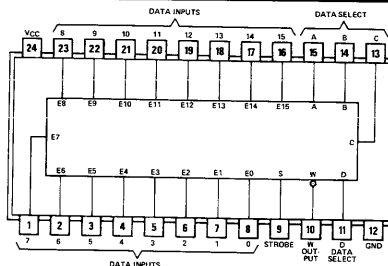 DATA INPUTS DATA SELECT
VCC 8 9 10 11 12 13 14 15 A B C
24 23 22 21 20 19 18 17 16 15 14 13
E8 E9 E10 E11 E12 E13 E14 E15 A B
E7 C
E6 E5 E4 E3 E2 E1 E0 S W D
1 2 3 4 5 6 7 8 9 10 11 12
7 6 5 4 3 2 1 0 STROBE W D GND
OUT- DATA
PUT SELECT
DATA INPUTS